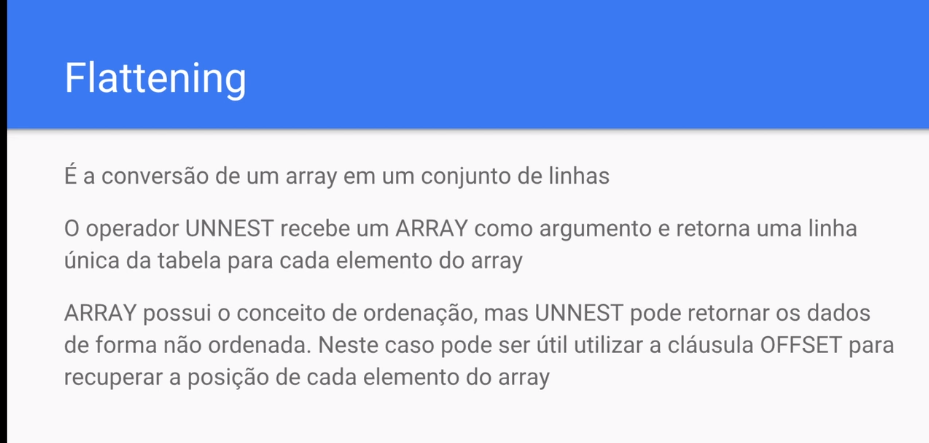 Flattening
É a conversão de um array em um conjunto de linhas
O operador UNNEST recebe um ARRAY como argumento e retorna uma linha
única da tabela para cada elemento do array
ARRAY possui o conceito de ordenação, mas UNNEST pode retornar os dados
de forma não ordenada. Neste caso pode ser útil utilizar a cláusula OFFSET para
recuperar a posição de cada elemento do array